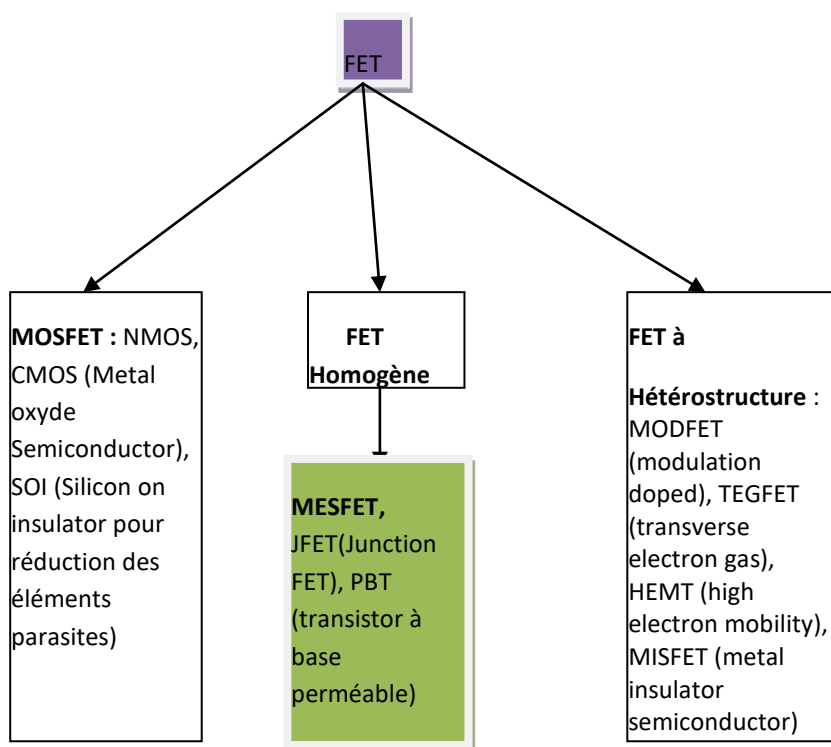 FET
MOSFET : NMOS,
CMOS (Metal
oxyde
Semiconductor),
SOI (Silicon on
insulator pour
réduction des
éléments
parasites)
FET
Homogène
MESFET,
JFET(Junction
FET), PBT
(transistor à
base
perméable)
FET à
Hétérostructure :
MODFET
(modulation
doped), TEGFET
(transverse
electron gas),
HEMT (high
electron mobility),
MISFET (metal
insulator
semiconductor)